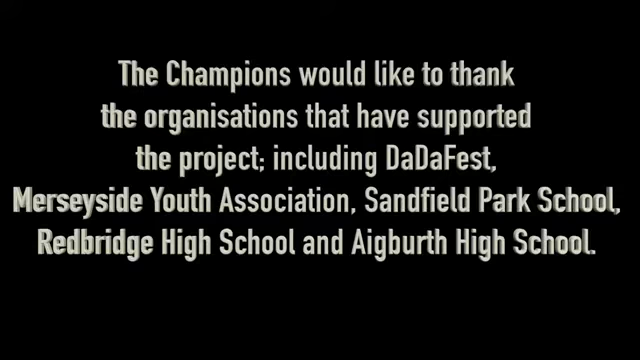 The Champions would like to thank
the organisations that have supported
the project; including DaDaFest,
Merseyside Youth Association, Sandfield Park School,
Redbridge High School and Aigburth High School.